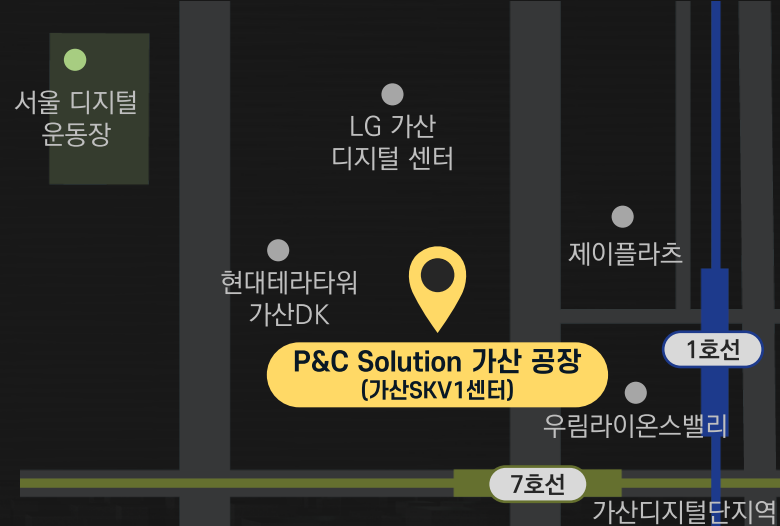 서울 디지털
운동장
LG 가산
디지털 센터
제이플라츠
현대테라타워
가산DK
1호선
P&C Solution 가산 공장
(가산SKV1센터)
우림라이온스밸리
7호선
가산디지털단지역